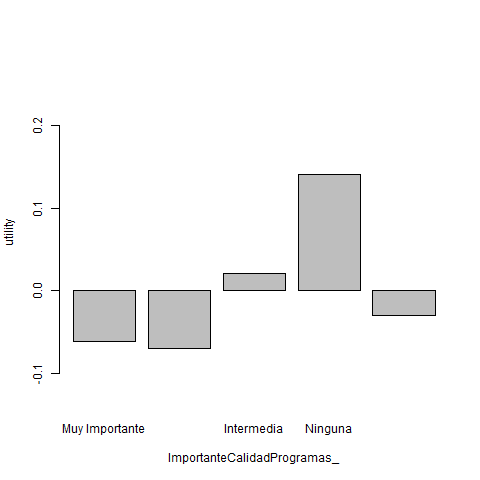 0.2
0.1
0.0
-0.1
utility
Muy Importante Intermedia Ninguna
ImportanteCalidadProgramas_